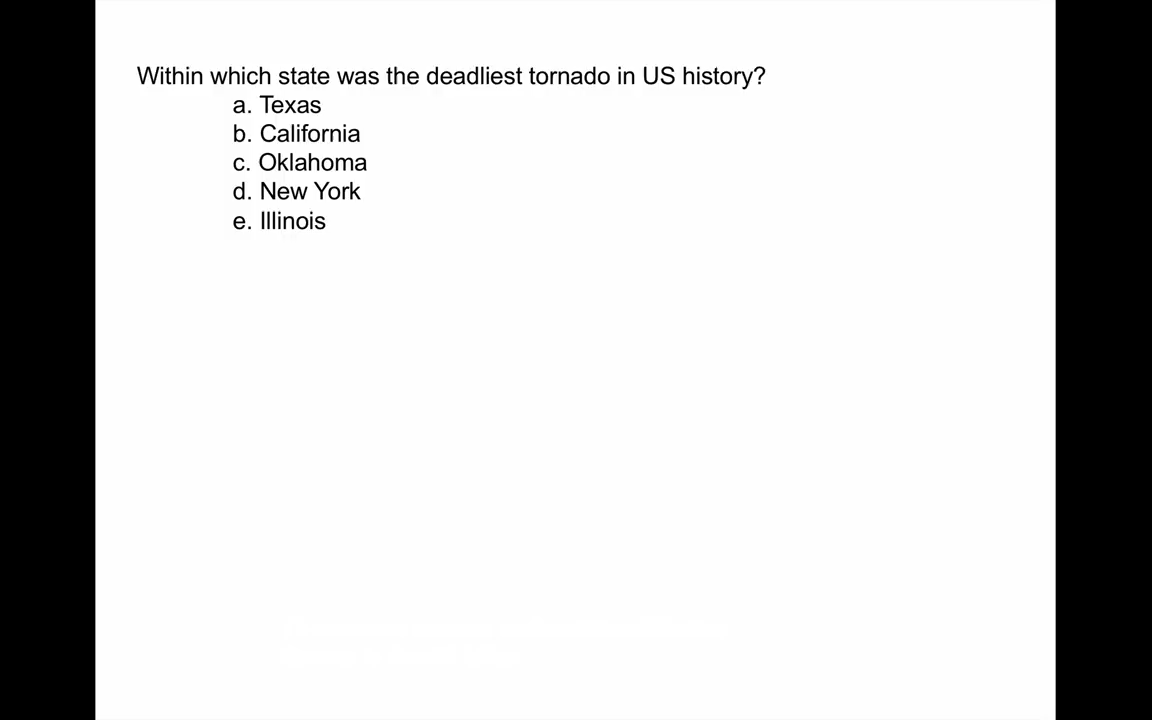 Within which state was the deadliest tornado in US history?
a. Texas
b. California
c. Oklahoma
d. New York
e. Illinois